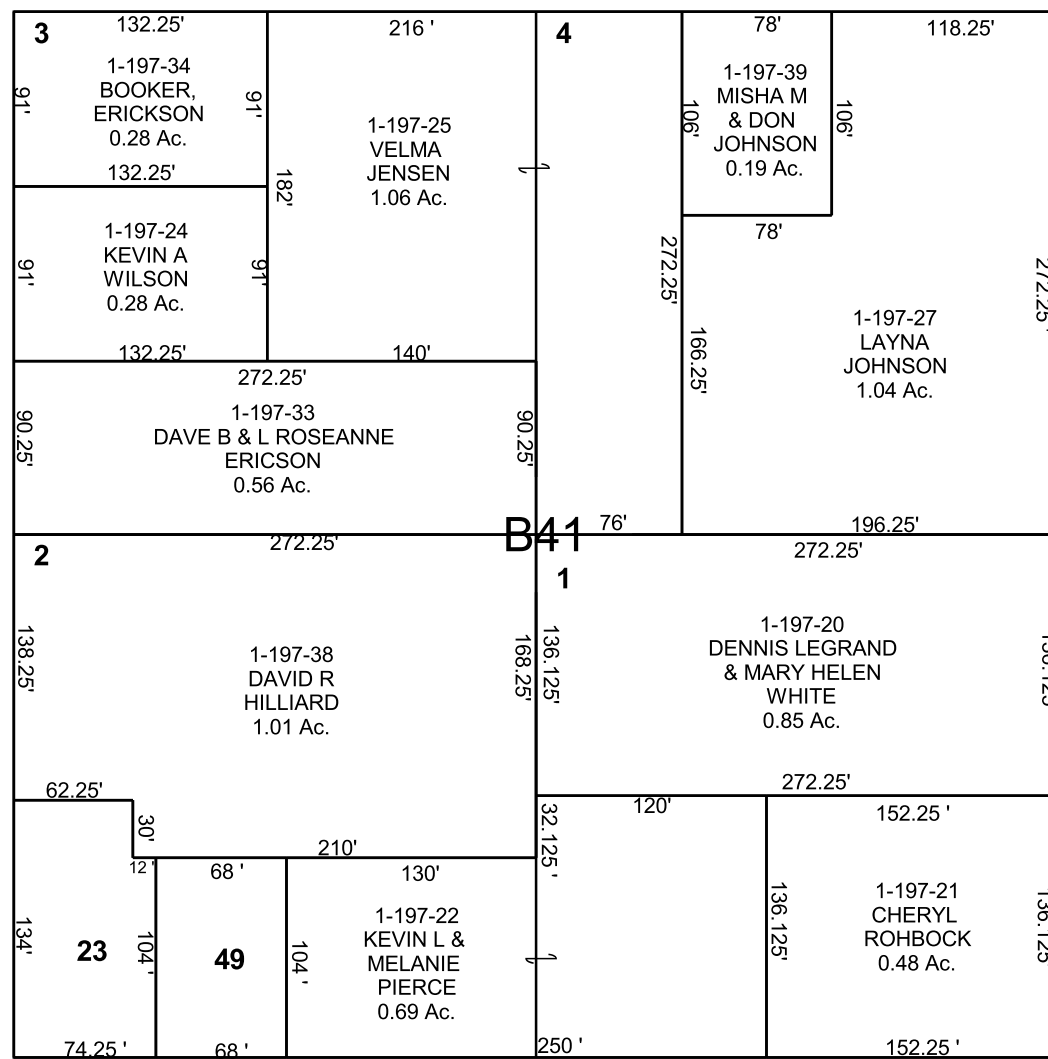 3
132.25'
1-197-34
BOOKER,
ERICKSON
0.28 Ac.
91'
91'
132.25'
216 '
1-197-25
VELMA
JENSEN
1.06 Ac.
182'
1-197-24
KEVIN A
WILSON
0.28 Ac.
91'
91'
132.25'
140'
272.25'
1-197-33
DAVE B & L ROSEANNE
ERICSON
0.56 Ac.
90.25'
90.25'
4
78'
118.25'
1-197-39
MISHA M
& DON
JOHNSON
0.19 Ac.
106'
106'
78'
272.25'
272.25'
166.25'
1-197-27
LAYNA
JOHNSON
1.04 Ac.
76'
196.25'
B41
2
272.25'
138.25'
1-197-38
DAVID R
HILLIARD
1.01 Ac.
168.25'
62.25'
30'
210'
1
272.25'
136.125'
1-197-20
DENNIS LEGRAND
& MARY HELEN
WHITE
0.85 Ac.
272.25'
12 '
68 '
130'
134'
23
104 '
49
104 '
1-197-22
KEVIN L &
MELANIE
PIERCE
0.69 Ac.
74.25 '
68 '
250 '
32.125 '
120'
152.25 '
136.125'
1-197-21
CHERYL
ROHBOCK
0.48 Ac.
136.125
152.25 '